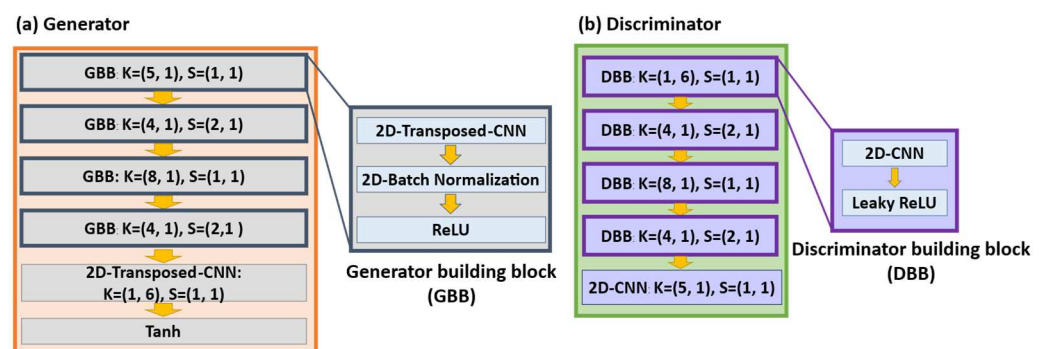 (a) Generator
GBB: K=(5, 1), S=(1, 1)
GBB: K=(4, 1), S=(2, 1)
GBB: K=(8, 1), S=(1, 1)
GBB: K=(4, 1), S=(2,1 )
2D-Transposed-CNN:
K=(1, 6), S=(1, 1)
Tanh
2D-Transposed-CNN
2D-Batch Normalization
ReLU
Generator building block
(GBB)
(b) Discriminator
DBB: K=(1, 6), S=(1, 1)
DBB: K=(4, 1), S=(2, 1)
DBB: K=(8, 1), S=(1, 1)
DBB: K=(4, 1), S=(2, 1)
2D-CNN: K=(5, 1), S=(1, 1)
2D-CNN
Leaky ReLU
Discriminator building block
(DBB)